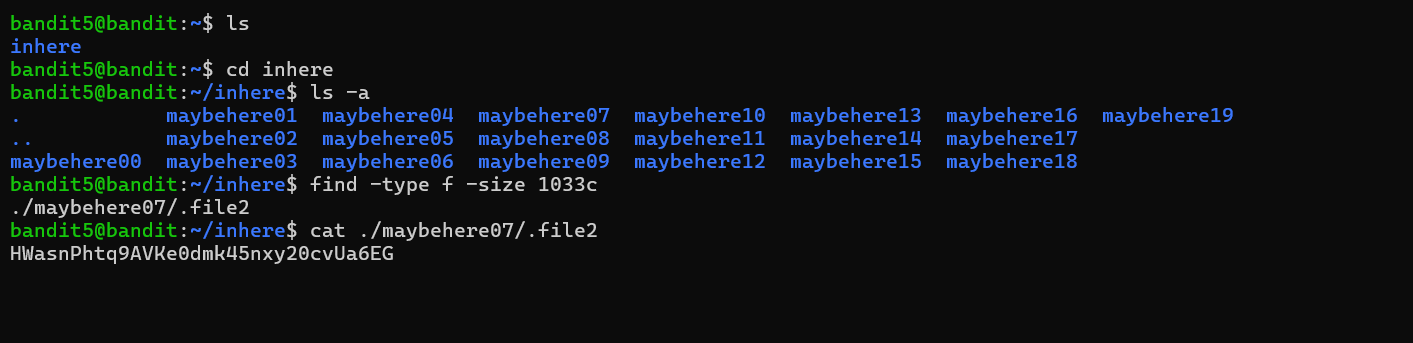 bandit5@bandit:~$ ls
inhere
bandit5@bandit:~$ cd inhere
bandit5@bandit:~/inhere$ ls -a
.            maybehere01  maybehere04  maybehere07  maybehere10  maybehere13  maybehere16  maybehere19
..           maybehere02  maybehere05  maybehere08  maybehere11  maybehere14  maybehere17
maybehere00  maybehere03  maybehere06  maybehere09  maybehere12  maybehere15  maybehere18
bandit5@bandit:~/inhere$ find -type f -size 1033c
./maybehere07/.file2
bandit5@bandit:~/inhere$ cat ./maybehere07/.file2
HWasnPhtq9AVKe0dmk45nxy20cvUa6EG